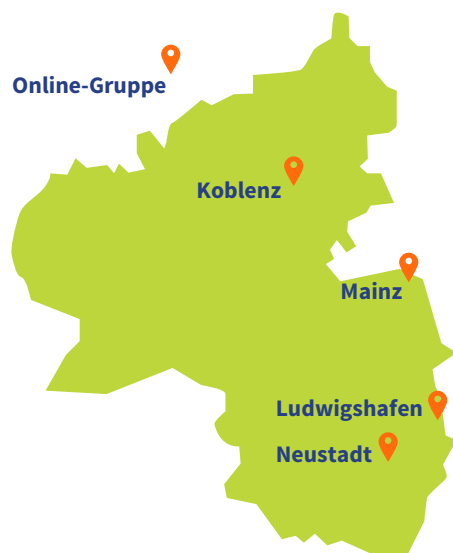 Online-Gruppe
Koblenz
Mainz
Ludwigshafen
Neustadt